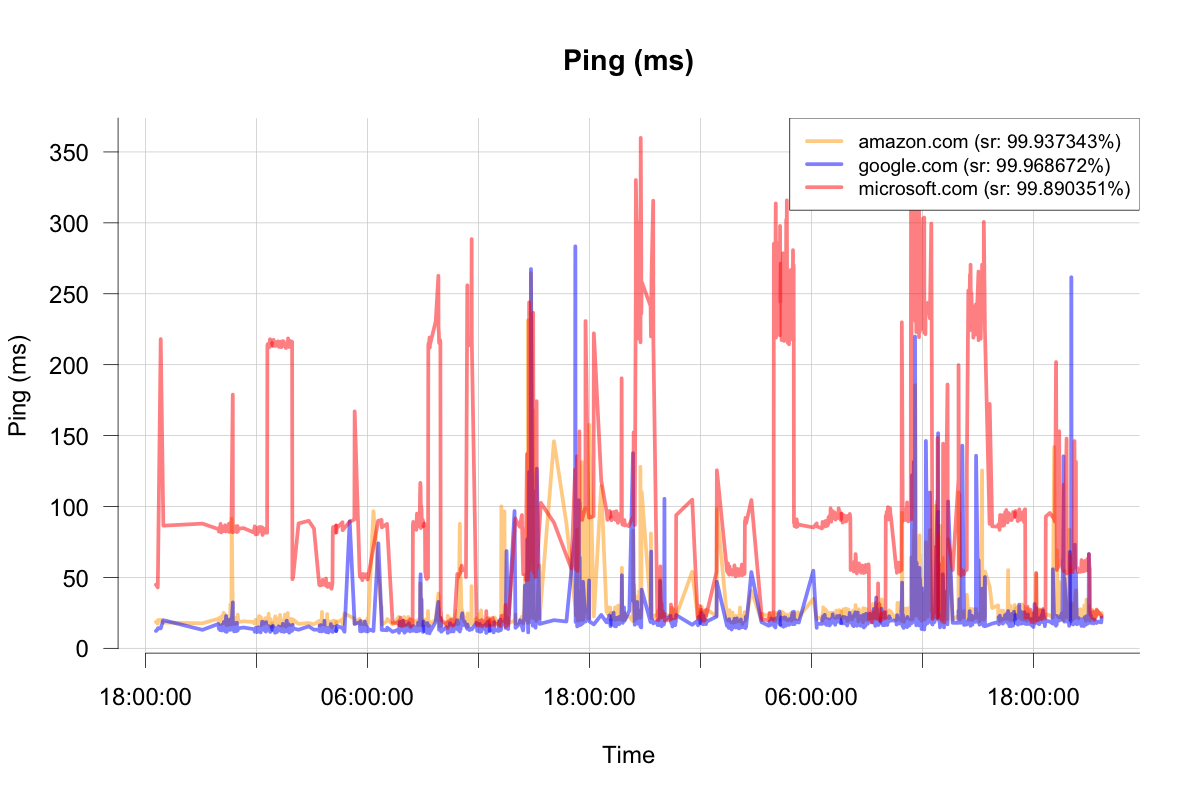 Ping (ms)
amazon.com (sr: 99.937343%)
google.com (sr: 99.968672%)
microsoft.com (sr: 99.890351%)
Ping (ms)
350
300
250
200
150
100
50
0
18:00:00 06:00:00 18:00:00 06:00:00 18:00:00
Time